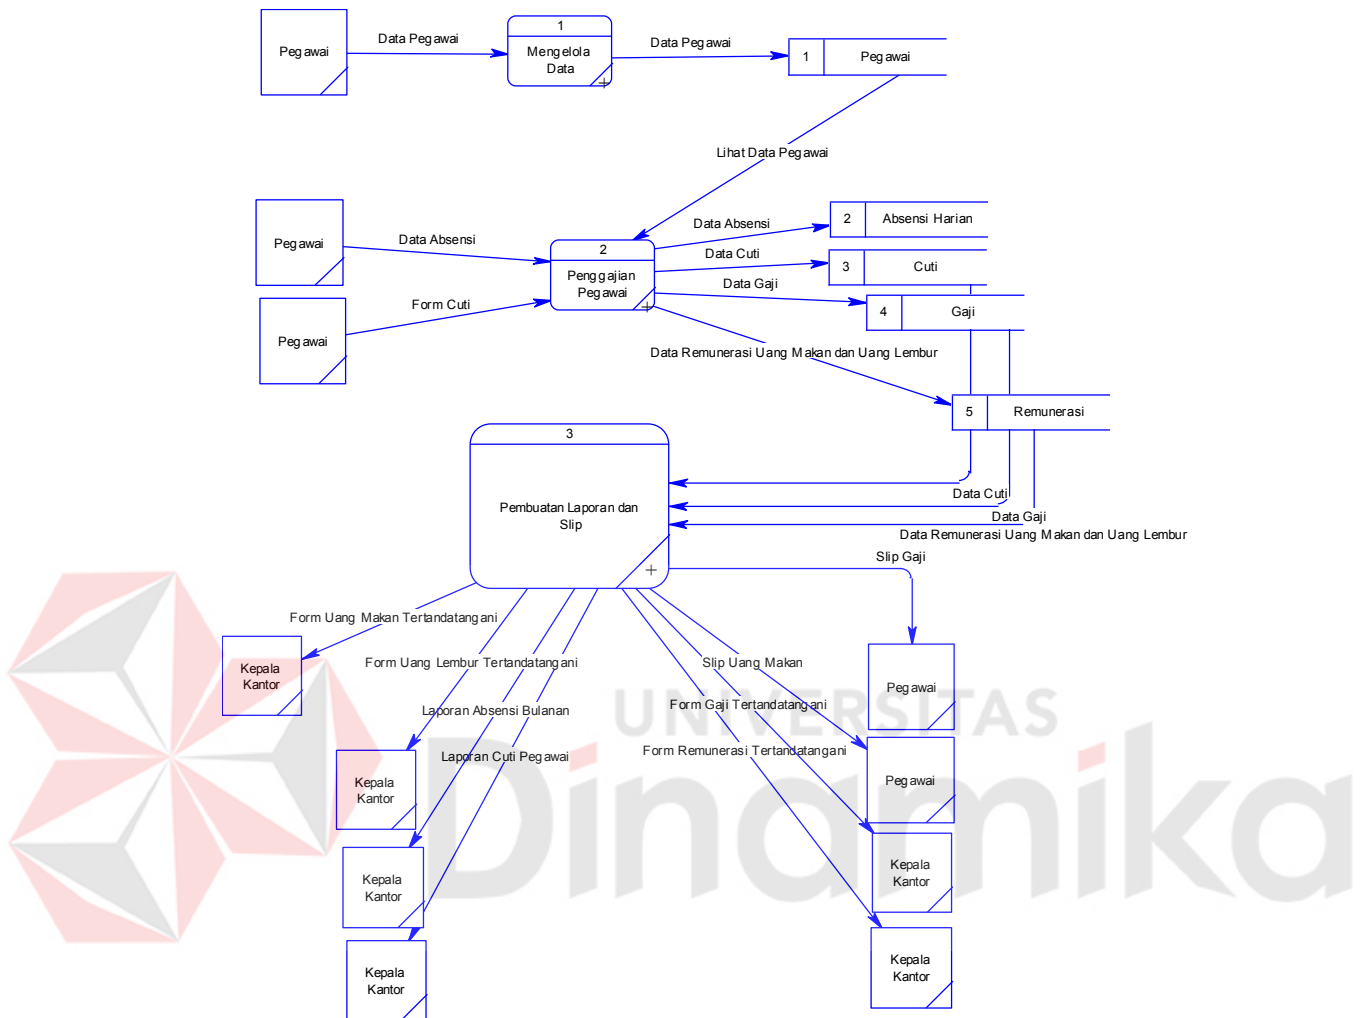 1
Pegawai
Data Pegawai
Mengelola
Data
Data Pegawai
1
Pegawai
Lihat Data Pegawai
Pegawai
Data Absensi
2
Penggajian
Pegawai
Data Absensi
2
Absensi Harian
Data Cuti
3
Cuti
Pegawai
Form Cuti
Data Gaji
4
Gaji
Data Remunerasi Uang Makan dan Uang Lembur
5
Remunerasi
3
Pembuatan Laporan dan
Slip
Data Cuti
Data Gaji
Data Remunerasi Uang Makan dan Uang Lembur
Slip Gaji
Form Uang Makan Tertandatangani
Kepala
Kantor
Form Uang Lembur Tertandatangani
Slip Uang Makan
Pegawai
Laporan Absensi Bulanan
Form Gaji Tertandatangani
UNIVERSITAS
Laporan Cuti Pegawai
Form Remunerasi Tertandatangani
Dinamika
Kepala
Kantor
Pegawai
Kepala
Kantor
Kepala
Kantor
Kepala
Kantor
Kepala
Kantor